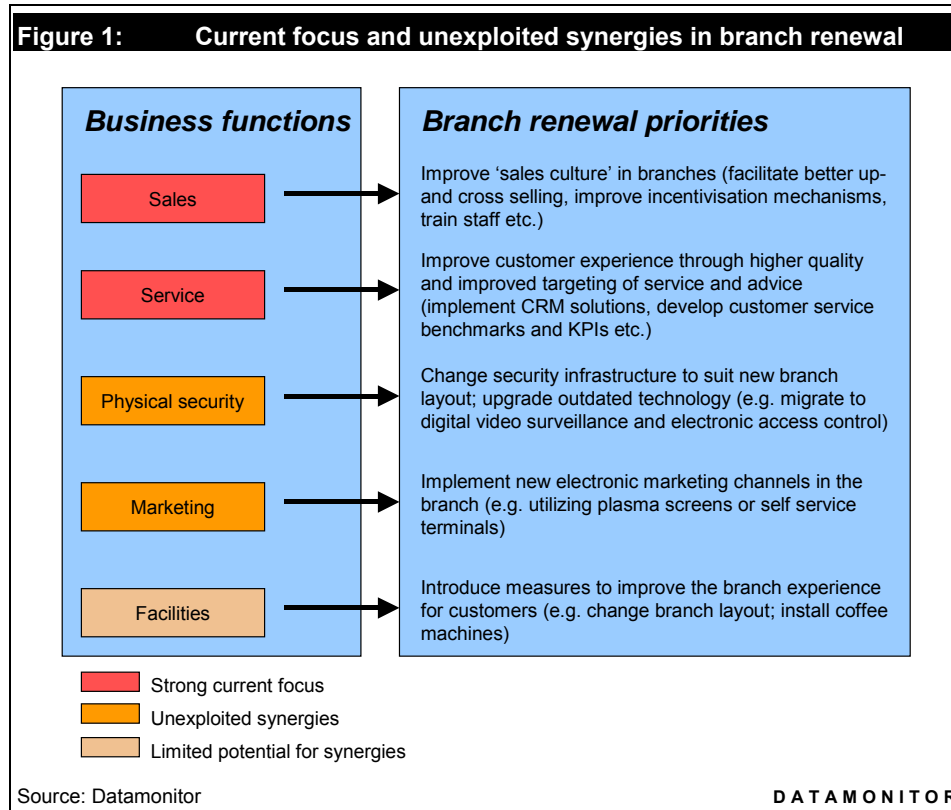 Figure 1: Current focus and unexploited synergies in branch renewal
Business functions
Branch renewal priorities
Sales
Improve ‘sales culture’ in branches (facilitate better up-
and cross selling, improve incentivisation mechanisms,
train staff etc.)
Service
Improve customer experience through higher quality
and improved targeting of service and advice
(implement CRM solutions, develop customer service
benchmarks and KPIs etc.)
Physical security
Change security infrastructure to suit new branch
layout; upgrade outdated technology (e.g. migrate to
digital video surveillance and electronic access control)
Marketing
Implement new electronic marketing channels in the
branch (e.g. utilizing plasma screens or self service
terminals)
Facilities
Introduce measures to improve the branch experience
for customers (e.g. change branch layout; install coffee
machines)
Strong current focus
Unexploited synergies
Limited potential for synergies
Source: Datamonitor
DATAMONITOR